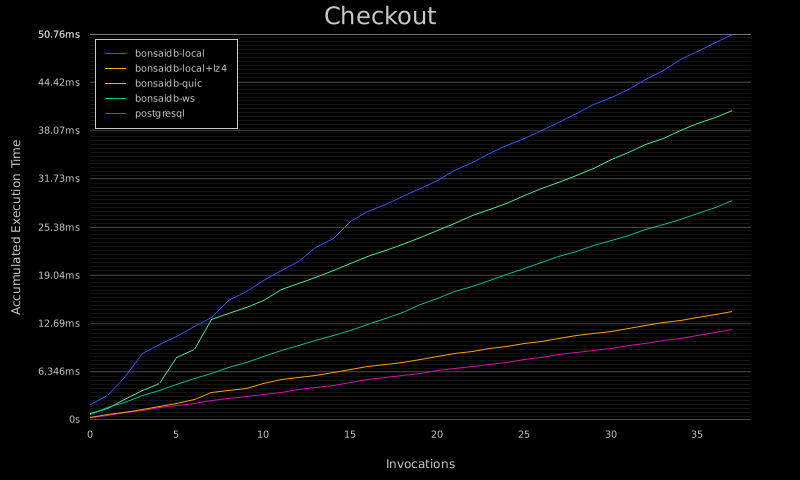 Checkout
50.76ms
44.42ms
38.07ms
31.73ms
25.38ms
19.04ms
12.69ms
6.346ms
0s
bonsaidb-local
bonsaidb-local+lz4
bonsaidb-quic
bonsaidb-ws
postgresql
Accumulated Execution Time
0 5 10 15 20 25 30 35
Invocations